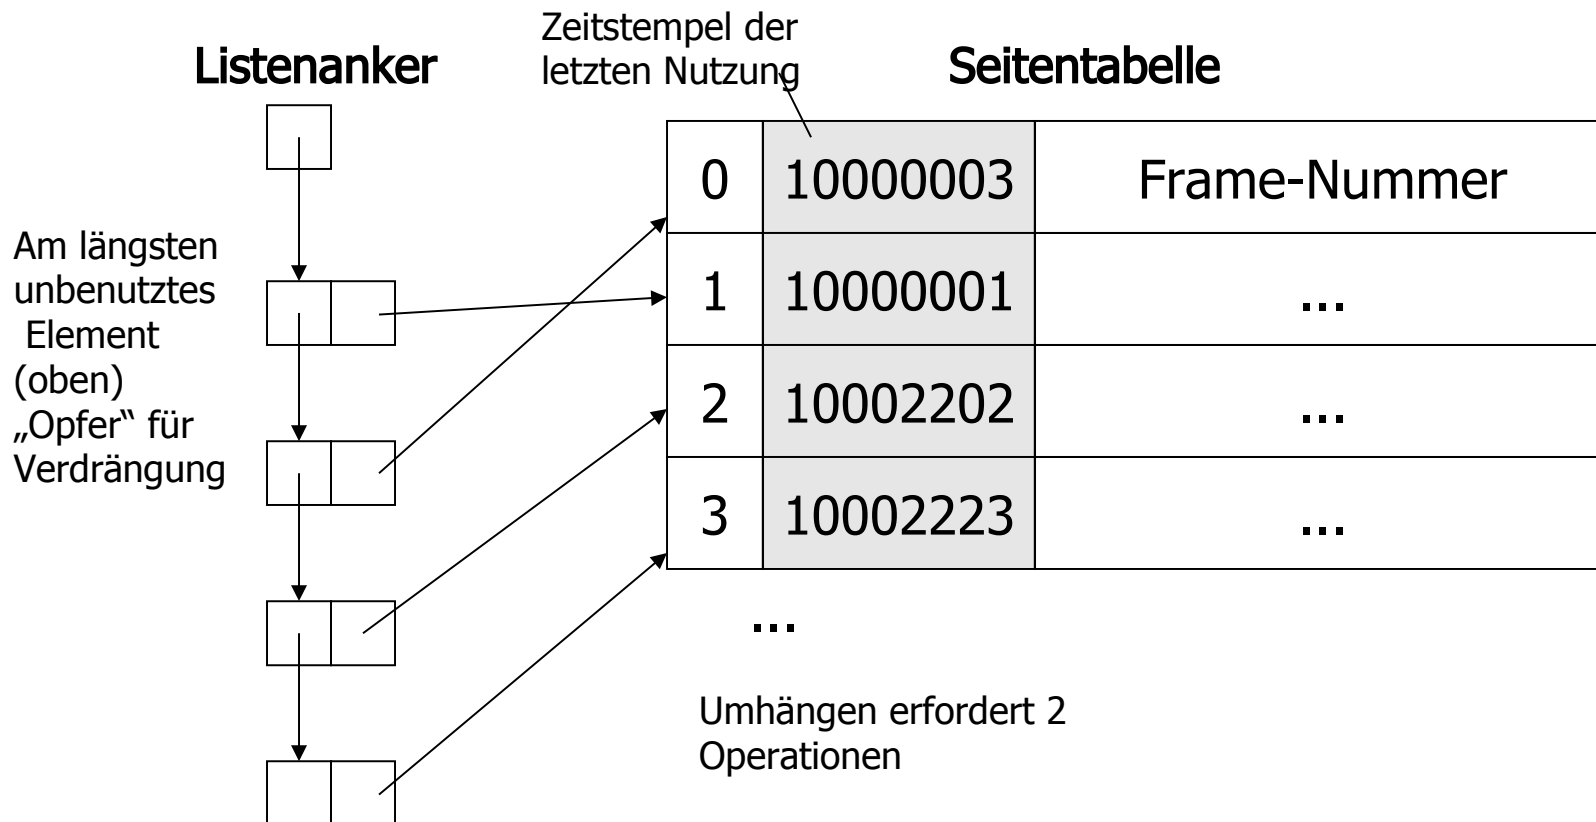 Zeitstempel der
letzten Nutzung
Listenanker
Seitentabelle
0 10000003 Frame-Nummer
Am längsten
unbenutztes
Element
(oben)
„Opfer“ für
Verdrängung
1 10000001 ...
2 10002202 ...
3 10002223 ...
...
Umhängen erfordert 2
Operationen